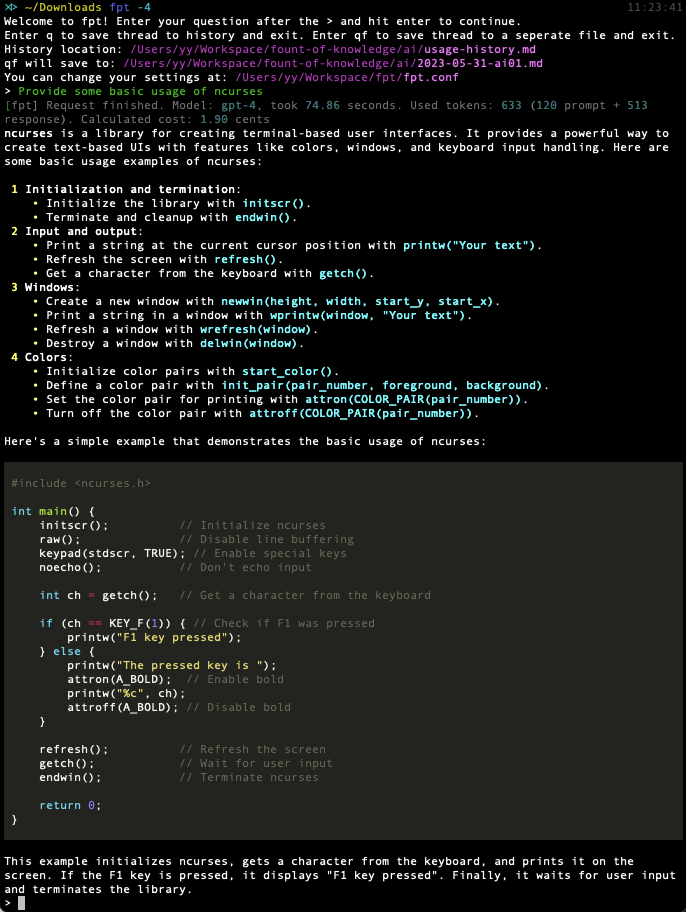 ~/Downloads fpt -4 11:23:41
Welcome to fpt! Enter your question after the > and hit enter to continue.
Enter q to save thread to history and exit. Enter qf to save thread to a seperate file and exit.
History location: /Users/yy/Workspace/fount-of-knowledge/ai/usage-history.md
qf will save to: /Users/yy/Workspace/fount-of-knowledge/ai/2023-05-31-ai01.md
You can change your settings at: /Users/yy/Workspace/fpt/fpt.conf
> Provide some basic usage of ncurses
[fpt] Request finished. Model: gpt-4, took 74.86 seconds. Used tokens: 633 (120 prompt + 513
response). Calculated cost: 1.90 cents
ncurses is a library for creating terminal-based user interfaces. It provides a powerful way to
create text-based UIs with features like colors, windows, and keyboard input handling. Here are
some basic usage examples of ncurses:
1 Initialization and termination:
• Initialize the library with initscr().
• Terminate and cleanup with endwin().
2 Input and output:
• Print a string at the current cursor position with printw("Your text").
• Refresh the screen with refresh().
• Get a character from the keyboard with getch().
3 Windows:
• Create a new window with newwin(height, width, start_y, start_x).
• Print a string in a window with wprintw(window, "Your text").
• Refresh a window with wrefresh(window).
• Destroy a window with delwin(window).
4 Colors:
• Initialize color pairs with start_color().
• Define a color pair with init_pair(pair_number, foreground, background).
• Set the color pair for printing with attron(COLOR_PAIR(pair_number)).
• Turn off the color pair with attroff(COLOR_PAIR(pair_number)).
Here's a simple example that demonstrates the basic usage of ncurses:
#include <ncurses.h>
int main() {
    initscr();          // Initialize ncurses
    raw();              // Disable line buffering
    keypad(stdscr, TRUE); // Enable special keys
    noecho();           // Don't echo input
    int ch = getch();   // Get a character from the keyboard
    if (ch == KEY_F(1)) { // Check if F1 was pressed
        printw("F1 key pressed");
    } else {
        printw("The pressed key is ");
        attron(A_BOLD);  // Enable bold
        printw("%c", ch);
        attroff(A_BOLD); // Disable bold
    }
    refresh();          // Refresh the screen
    getch();            // Wait for user input
    endwin();           // Terminate ncurses
    return 0;
}
This example initializes ncurses, gets a character from the keyboard, and prints it on the
screen. If the F1 key is pressed, it displays "F1 key pressed". Finally, it waits for user input
and terminates the library.
>